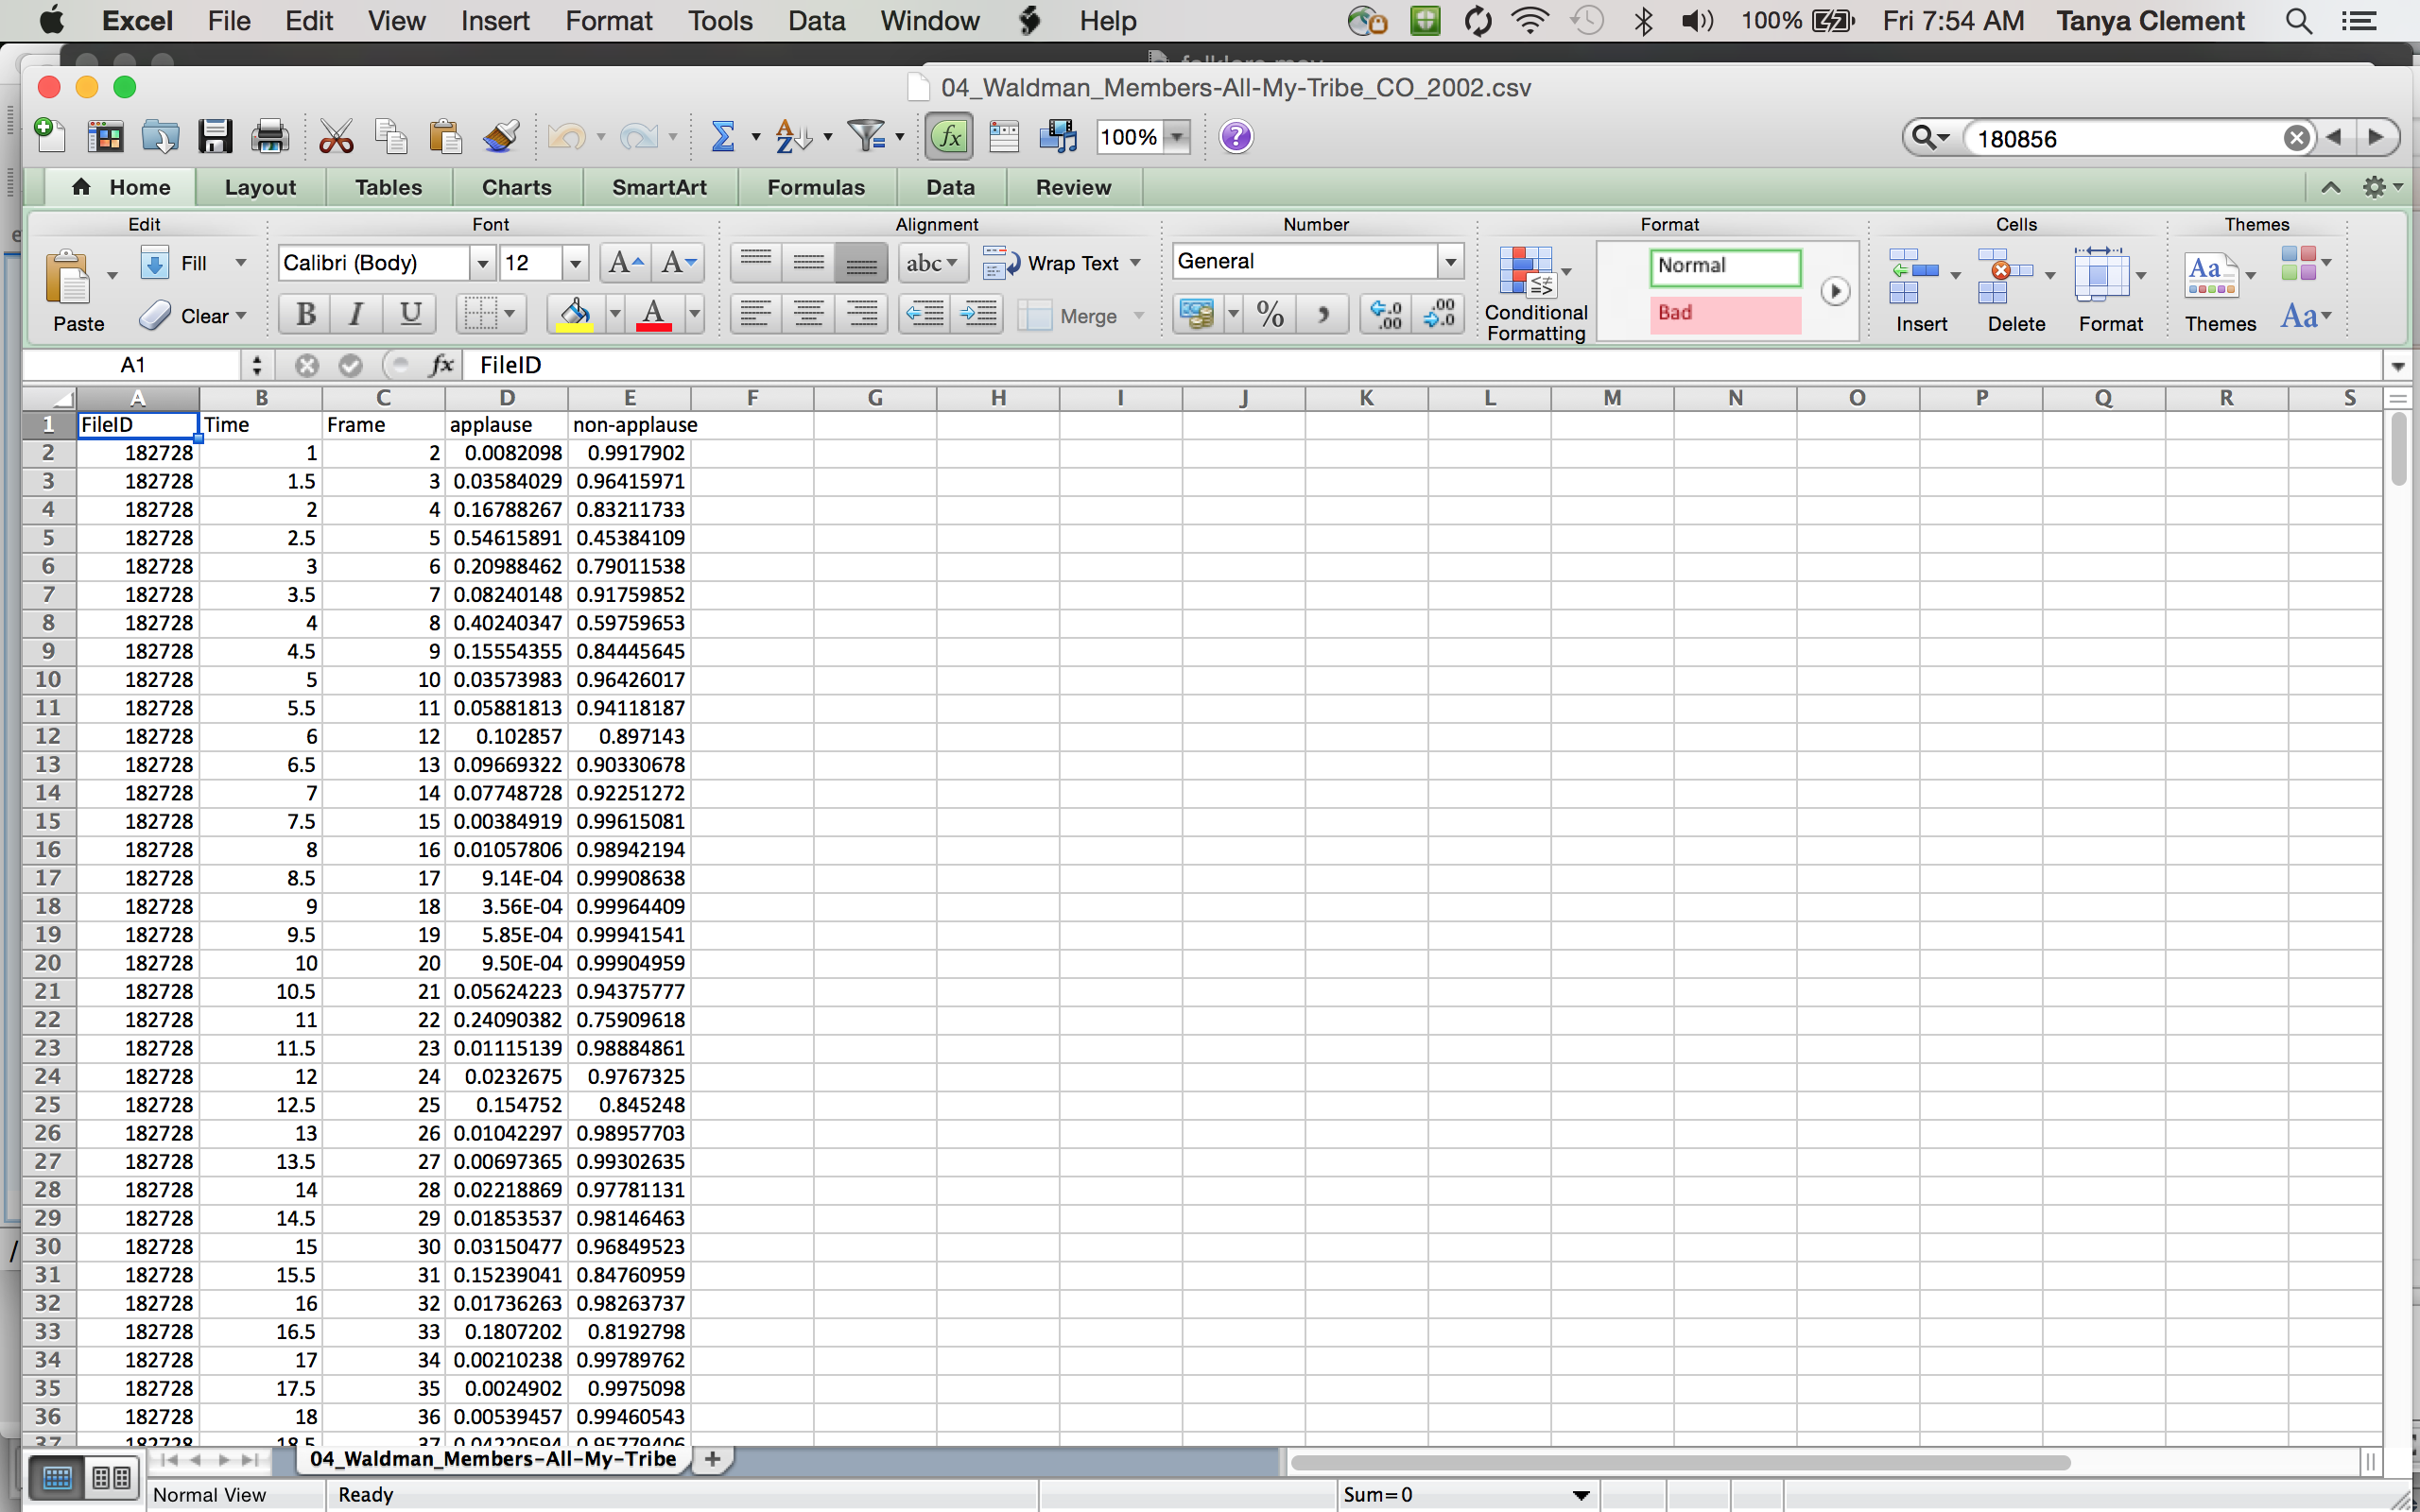 Excel File Edit View Insert Format Tools Data Window Help 100% Fri 7:54 AM Tanya Clement
04_Waldman_Members-All-My-Tribe_CO_2002.csv
100% 180856
Home Layout Tables Charts SmartArt Formulas Data Review
Edit Font Alignment Number Format Cells Themes
Fill Calibri (Body) 12 abc Wrap Text General Normal
Paste Clear B I U A Merge % Conditional Formatting Bad Insert Delete Format Themes Aa
A1 fx FileID
A B C D E F G H I J K L M N O P Q R S
1 FileID Time Frame applause non-applause
2 182728 1 2 0.0082098 0.9917902
3 182728 1.5 3 0.03584029 0.96415971
4 182728 2 4 0.16788267 0.83211733
5 182728 2.5 5 0.54615891 0.45384109
6 182728 3 6 0.20988462 0.79011538
7 182728 3.5 7 0.08240148 0.91759852
8 182728 4 8 0.40240347 0.59759653
9 182728 4.5 9 0.15554355 0.84445645
10 182728 5 10 0.03573983 0.96426017
11 182728 5.5 11 0.05881813 0.94118187
12 182728 6 12 0.102857 0.897143
13 182728 6.5 13 0.09669322 0.90330678
14 182728 7 14 0.07748728 0.92251272
15 182728 7.5 15 0.00384919 0.99615081
16 182728 8 16 0.01057806 0.98942194
17 182728 8.5 17 9.14E-04 0.99908638
18 182728 9 18 3.56E-04 0.99964409
19 182728 9.5 19 5.85E-04 0.99941541
20 182728 10 20 9.50E-04 0.99904959
21 182728 10.5 21 0.05624223 0.94375777
22 182728 11 22 0.24090382 0.75909618
23 182728 11.5 23 0.01115139 0.98884861
24 182728 12 24 0.0232675 0.9767325
25 182728 12.5 25 0.154752 0.845248
26 182728 13 26 0.01042297 0.98957703
27 182728 13.5 27 0.00697365 0.99302635
28 182728 14 28 0.02218869 0.97781131
29 182728 14.5 29 0.01853537 0.98146463
30 182728 15 30 0.03150477 0.96849523
31 182728 15.5 31 0.15239041 0.84760959
32 182728 16 32 0.01736263 0.98263737
33 182728 16.5 33 0.1807202 0.8192798
34 182728 17 34 0.00210238 0.99789762
35 182728 17.5 35 0.0024902 0.9975098
36 182728 18 36 0.00539457 0.99460543
37 182728 18.5 37 0.04220594 0.95779406
04_Waldman_Members-All-My-Tribe
Normal View Ready Sum=0